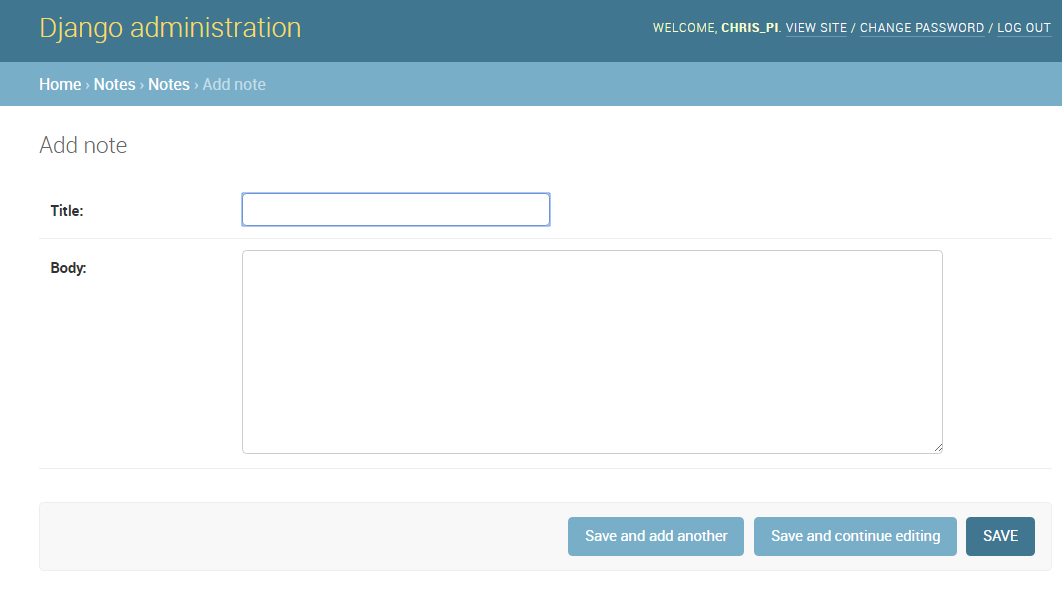 Django administration
WELCOME, CHRIS_PI. VIEW SITE / CHANGE PASSWORD / LOG OUT
Home › Notes › Notes › Add note
Add note
Title:
Body:
Save and add another
Save and continue editing
SAVE